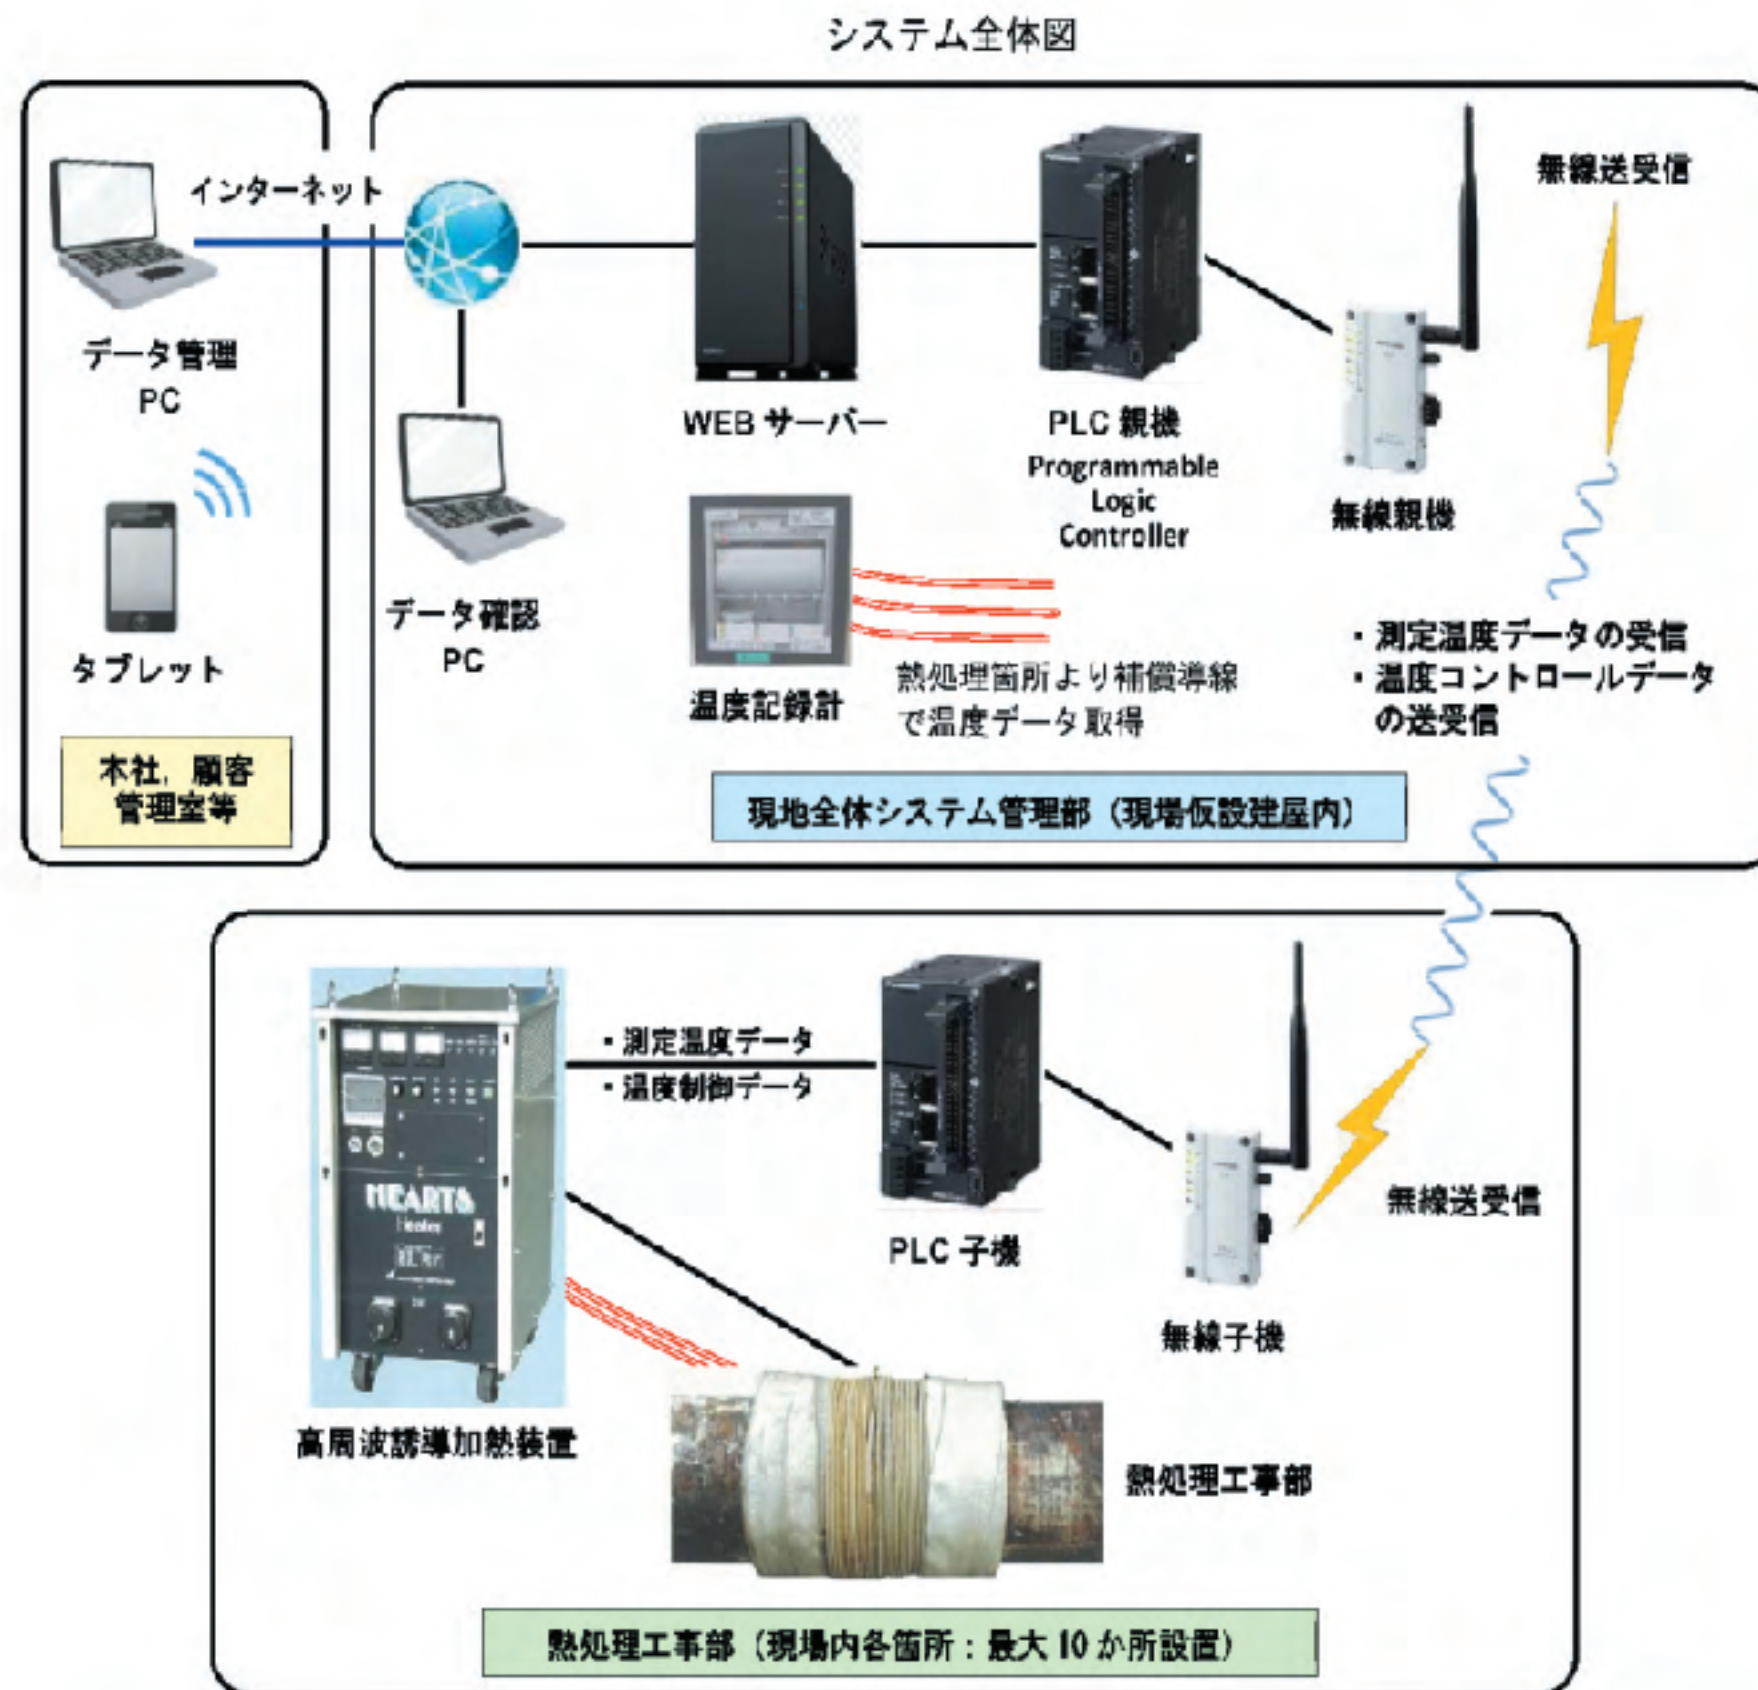 システム全体図
インターネット
データ管理
PC
タブレット
本社,顧客
管理室等
データ確認
PC
WEB サーバー
PLC 親機
Programmable
Logic
Controller
無線親機
無線送受信
温度記録計
熱処理箇所より補償導線
で温度データ取得
・測定温度データの受信
・温度コントロールデータ
の送受信
現地全体システム管理部(現場仮設建屋内)
・測定温度データ
・温度制御データ
HEARTS
Heater
PLC 子機
無線子機
無線送受信
高周波誘導加熱装置
熱処理工事部
熱処理工事部(現場内各箇所:最大 10 か所設置)